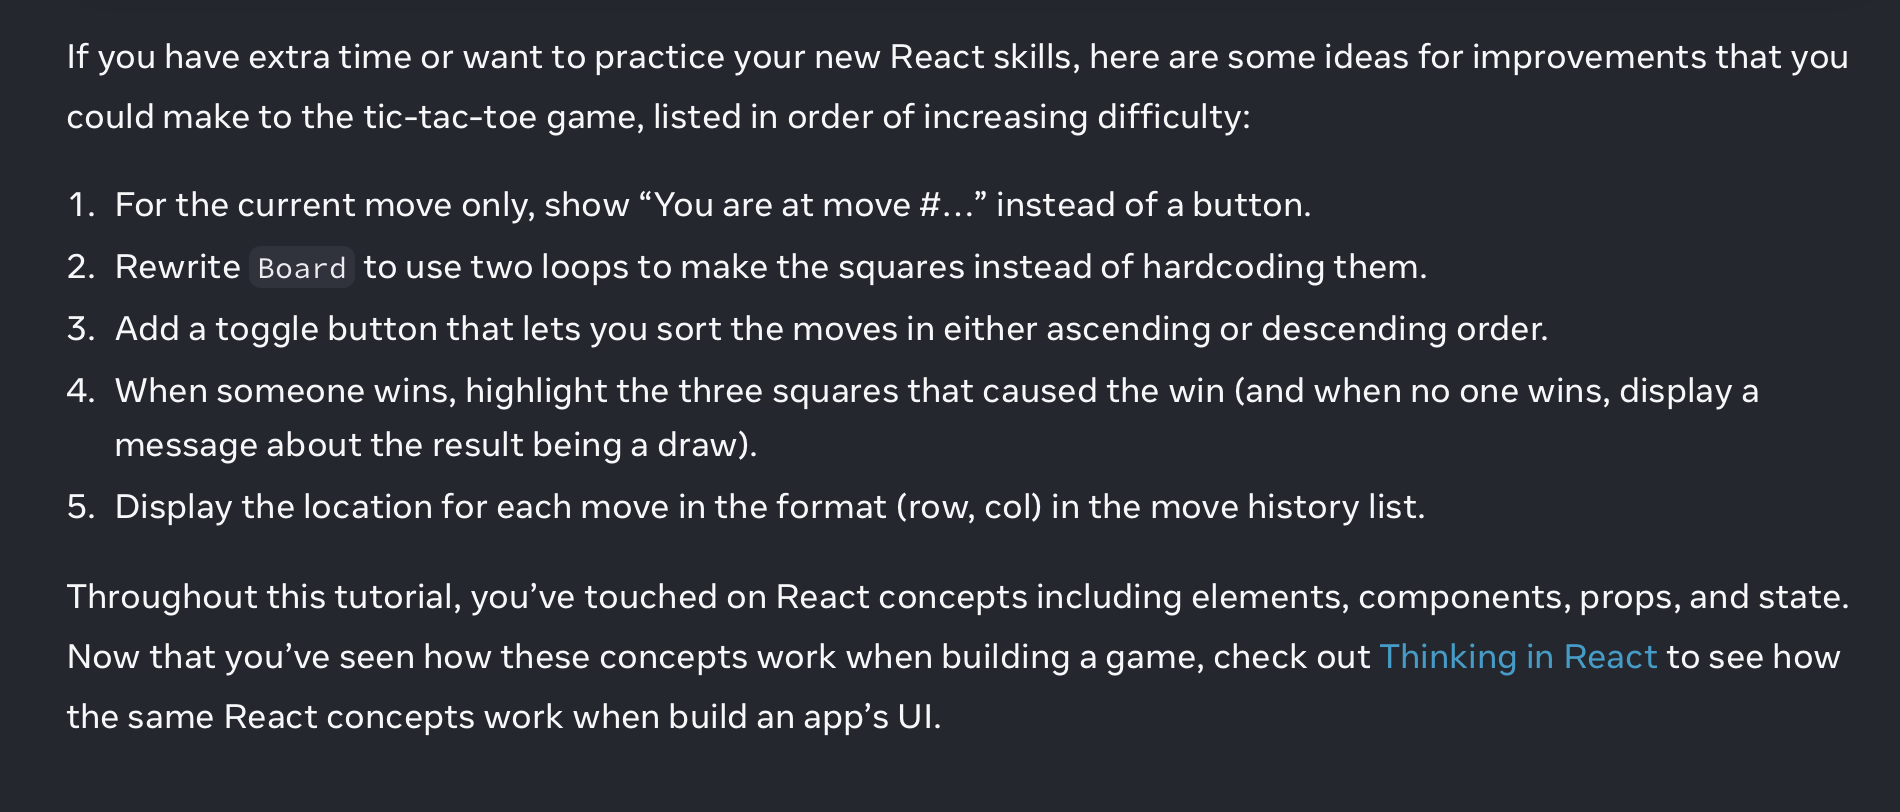 If you have extra time or want to practice your new React skills, here are some ideas for improvements that you
could make to the tic-tac-toe game, listed in order of increasing difficulty:
1. For the current move only, show “You are at move #…” instead of a button.
2. Rewrite Board to use two loops to make the squares instead of hardcoding them.
3. Add a toggle button that lets you sort the moves in either ascending or descending order.
4. When someone wins, highlight the three squares that caused the win (and when no one wins, display a
message about the result being a draw).
5. Display the location for each move in the format (row, col) in the move history list.
Throughout this tutorial, you’ve touched on React concepts including elements, components, props, and state.
Now that you’ve seen how these concepts work when building a game, check out Thinking in React to see how
the same React concepts work when build an app’s UI.